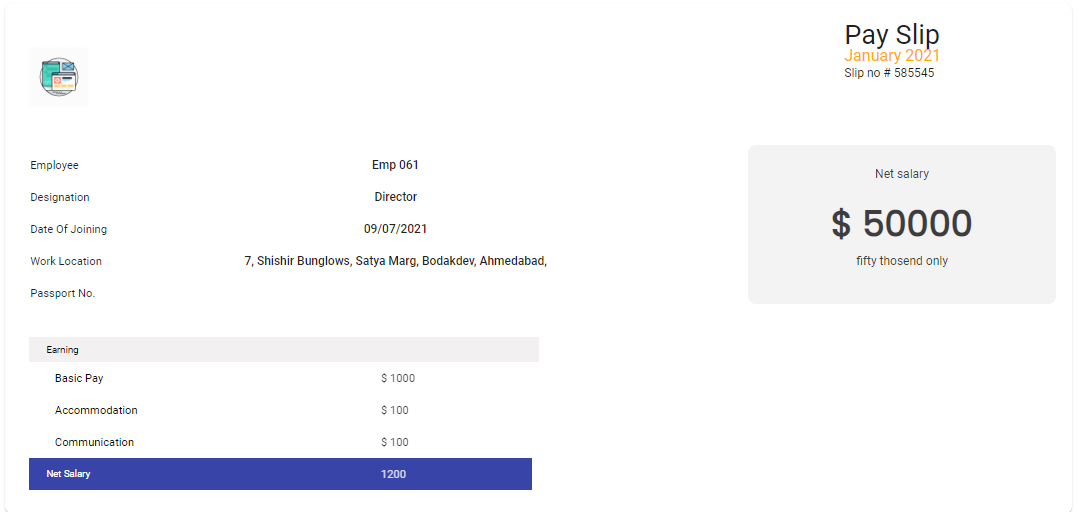 Pay Slip
January 2021
Slip no # 585545
Employee Emp 061
Designation Director
Date Of Joining 09/07/2021
Work Location 7, Shishir Bunglows, Satya Marg, Bodakdev, Ahmedabad,
Passport No.
Net salary
$ 50000
fifty thosend only
Earning
Basic Pay $ 1000
Accommodation $ 100
Communication $ 100
Net Salary 1200